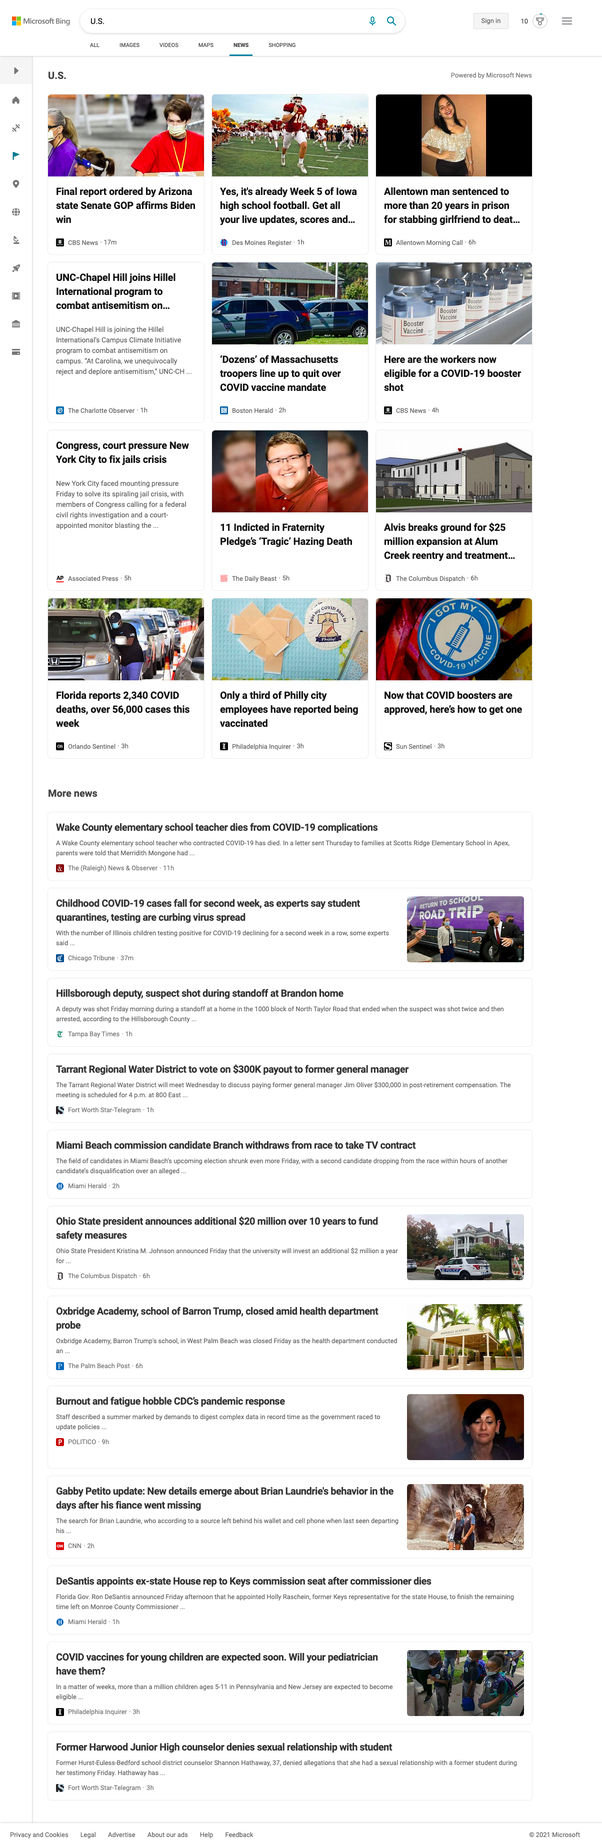 Microsoft Bing
U.S.
Sign in
10
ALL IMAGES VIDEOS MAPS NEWS SHOPPING
U.S.
Powered by Microsoft News
Final report ordered by Arizona
state Senate GOP affirms Biden
win
CBS News · 17m
Yes, it's already Week 5 of Iowa
high school football. Get all
your live updates, scores and...
Des Moines Register · 1h
Allentown man sentenced to
more than 20 years in prison
for stabbing girlfriend to deat...
Allentown Morning Call · 6h
UNC-Chapel Hill joins Hillel
International program to
combat antisemitism on...
UNC-Chapel Hill is joining the Hillel
International's Campus Climate Initiative
program to combat antisemitism on
campus. "At Carolina, we unequivocally
reject and deplore antisemitism," UNC-CH ...
The Charlotte Observer · 1h
'Dozens' of Massachusetts
troopers line up to quit over
COVID vaccine mandate
Boston Herald · 2h
Booster
Vaccine
Booster
Vaccine
Here are the workers now
eligible for a COVID-19 booster
shot
CBS News · 4h
Congress, court pressure New
York City to fix jails crisis
New York City faced mounting pressure
Friday to solve its spiraling jail crisis, with
members of Congress calling for a federal
civil rights investigation and a court-
appointed monitor blasting the ...
AP
Associated Press · 5h
11 Indicted in Fraternity
Pledge's 'Tragic' Hazing Death
The Daily Beast · 5h
Alvis breaks ground for $25
million expansion at Alum
Creek reentry and treatment...
The Columbus Dispatch · 6h
Florida reports 2,340 COVID
deaths, over 56,000 cases this
week
Orlando Sentinel · 3h
Only a third of Philly city
employees have reported being
vaccinated
Philadelphia Inquirer · 3h
I GOT MY
COVID-19 VACCINE
Now that COVID boosters are
approved, here's how to get one
Sun Sentinel · 3h
More news
Wake County elementary school teacher dies from COVID-19 complications
A Wake County elementary school teacher who contracted COVID-19 has died. In a letter sent Thursday to families at Scotts Ridge Elementary School in Apex,
parents were told that Merridith Mongone had ...
The (Raleigh) News & Observer · 11h
Childhood COVID-19 cases fall for second week, as experts say student
quarantines, testing are curbing virus spread
With the number of Illinois children testing positive for COVID-19 declining for a second week in a row, some experts
said ...
Chicago Tribune · 37m
RETURN TO SCHOOL
ROAD TRIP
Hillsborough deputy, suspect shot during standoff at Brandon home
A deputy was shot Friday morning during a standoff at a home in the 1000 block of North Taylor Road that ended when the suspect was shot twice and then
arrested, according to the Hillsborough County ...
Tampa Bay Times · 1h
Tarrant Regional Water District to vote on $300K payout to former general manager
The Tarrant Regional Water District will meet Wednesday to discuss paying former general manager Jim Oliver $300,000 in post-retirement compensation. The
meeting is scheduled for 4 p.m. at 800 East ...
Fort Worth Star-Telegram · 1h
Miami Beach commission candidate Branch withdraws from race to take TV contract
The field of candidates in Miami Beach's upcoming election shrunk even more Friday, with a second candidate dropping from the race within hours of another
candidate's disqualification over an alleged ...
Miami Herald · 2h
Ohio State president announces additional $20 million over 10 years to fund
safety measures
Ohio State President Kristina M. Johnson announced Friday that the university will invest an additional $2 million a year
for ...
The Columbus Dispatch · 6h
Oxbridge Academy, school of Barron Trump, closed amid health department
probe
Oxbridge Academy, Barron Trump's school, in West Palm Beach was closed Friday as the health department conducted
an ...
The Palm Beach Post · 6h
Burnout and fatigue hobble CDC's pandemic response
Staff described a summer marked by demands to digest complex data in record time as the government raced to
update policies ...
POLITICO · 9h
Gabby Petito update: New details emerge about Brian Laundrie's behavior in the
days after his fiance went missing
The search for Brian Laundrie, who according to a source left behind his wallet and cell phone when last seen departing
his ...
CNN · 2h
DeSantis appoints ex-state House rep to Keys commission seat after commissioner dies
Florida Gov. Ron DeSantis announced Friday afternoon that he appointed Holly Raschein, former Keys representative for the state House, to finish the remaining
time left on Monroe County Commissioner ...
Miami Herald · 1h
COVID vaccines for young children are expected soon. Will your pediatrician
have them?
In a matter of weeks, more than a million children ages 5-11 in Pennsylvania and New Jersey are expected to become
eligible ...
Philadelphia Inquirer · 3h
Former Harwood Junior High counselor denies sexual relationship with student
Former Hurst-Euless-Bedford school district counselor Shannon Hathaway, 37, denied allegations that she had a sexual relationship with a former student during
her testimony Friday. Hathaway has ...
Fort Worth Star-Telegram · 3h
Privacy and Cookies Legal Advertise About our ads Help Feedback
© 2021 Microsoft